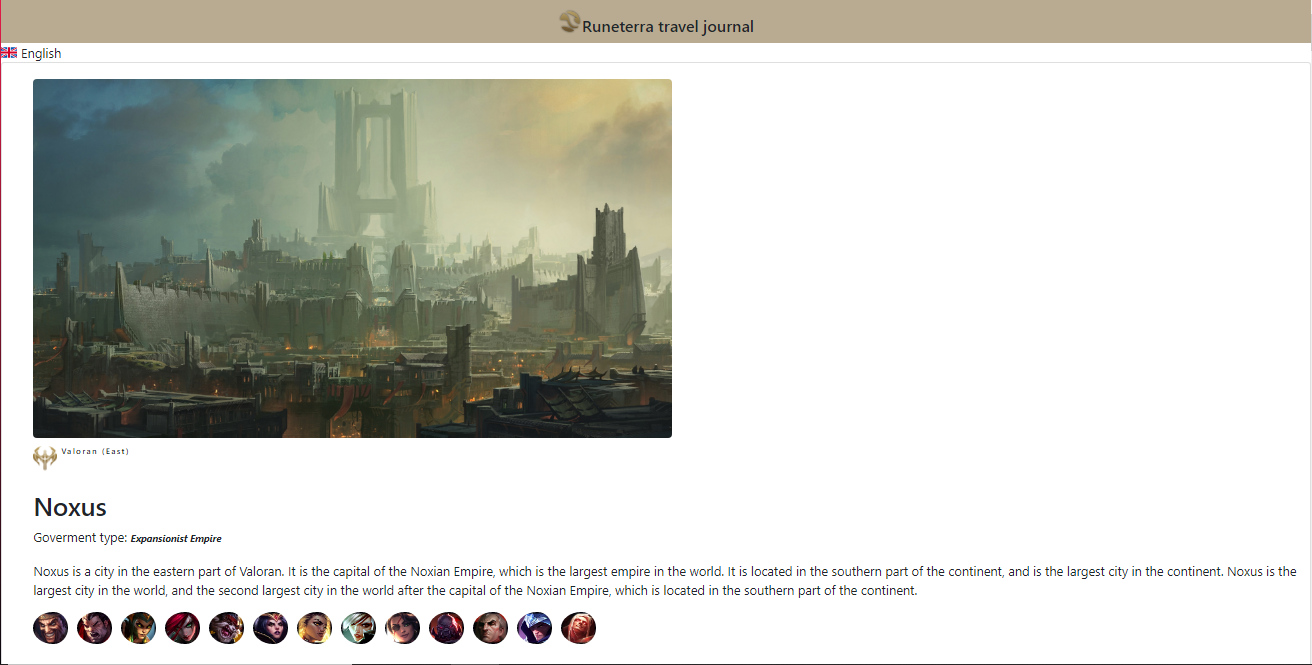 Runeterra travel journal
English
Valoran (East)
Noxus
Goverment type: Expansionist Empire
Noxus is a city in the eastern part of Valoran. It is the capital of the Noxian Empire, which is the largest empire in the world. It is located in the southern part of the continent, and is the largest city in the continent. Noxus is the
largest city in the world, and the second largest city in the world after the capital of the Noxian Empire, which is located in the southern part of the continent.